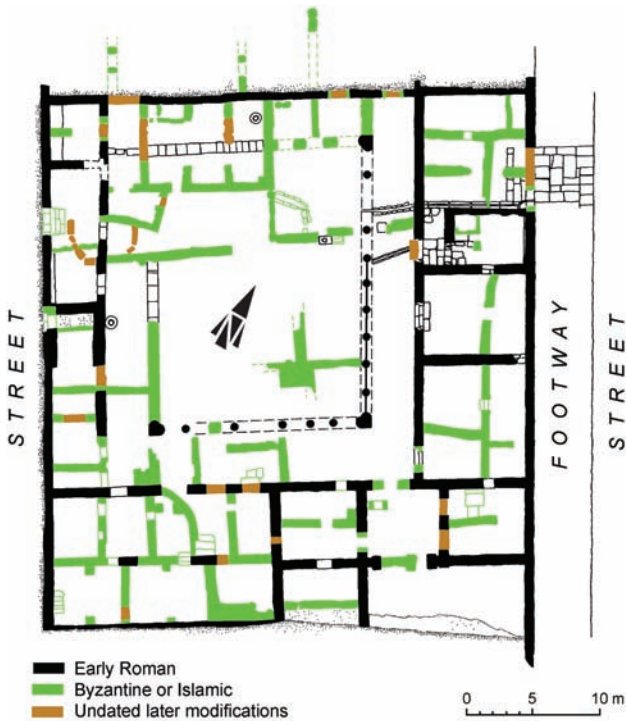 STREET
FOOTWAY
STREET
Early Roman
Byzantine or Islamic
Undated later modifications
0 5 10 m